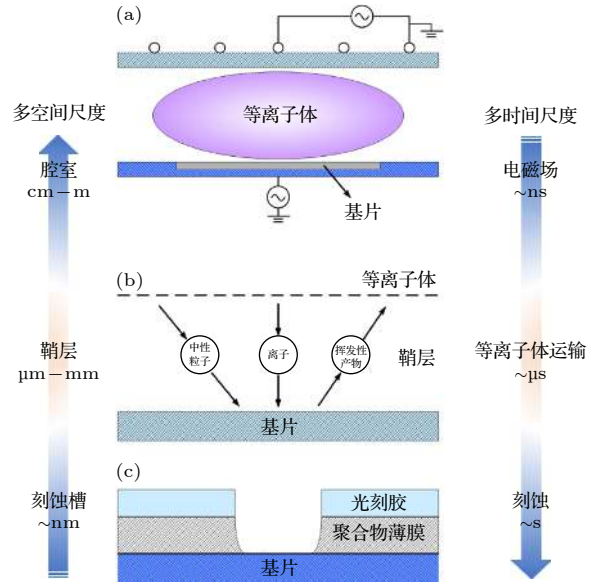 (a)
多空间尺度
等离子体
多时间尺度
腔室
cm−m
电磁场
~ns
基片
(b)
等离子体
中性
粒子
离子
挥发性
产物
鞘层
鞘层
μm−mm
等离子体运输
~μs
基片
(c)
刻蚀槽
~nm
光刻胶
聚合物薄膜
基片
刻蚀
~s